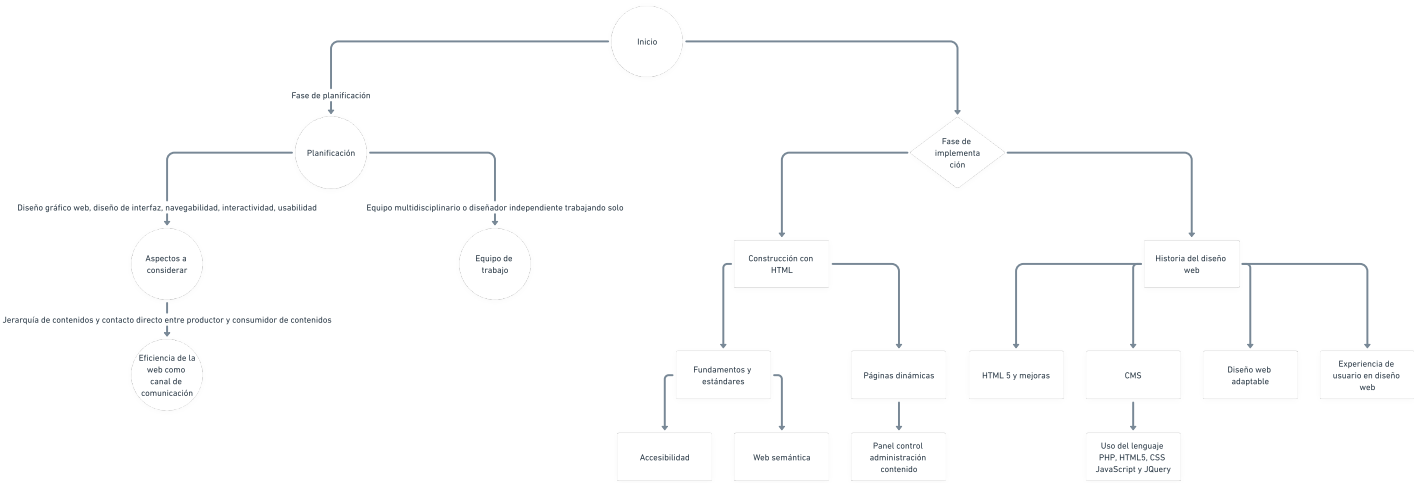 Inicio
Fase de planificación
Planificación
Fase de
implementa
ción
Diseño gráfico web, diseño de interfaz, navegabilidad, interactividad, usabilidad
Equipo multidisciplinario o diseñador independiente trabajando solo
Aspectos a
considerar
Equipo de
trabajo
Construcción con
HTML
Historia del diseño
web
Jerarquía de contenidos y contacto directo entre productor y consumidor de contenidos
Eficiencia de la
web como
canal de
comunicación
Fundamentos y
estándares
Páginas dinámicas
HTML 5 y mejoras
CMS
Diseño web
adaptable
Experiencia de
usuario en diseño
web
Accesibilidad
Web semántica
Panel control
administración
contenido
Uso del lenguaje
PHP, HTML5, CSS
JavaScript y JQuery